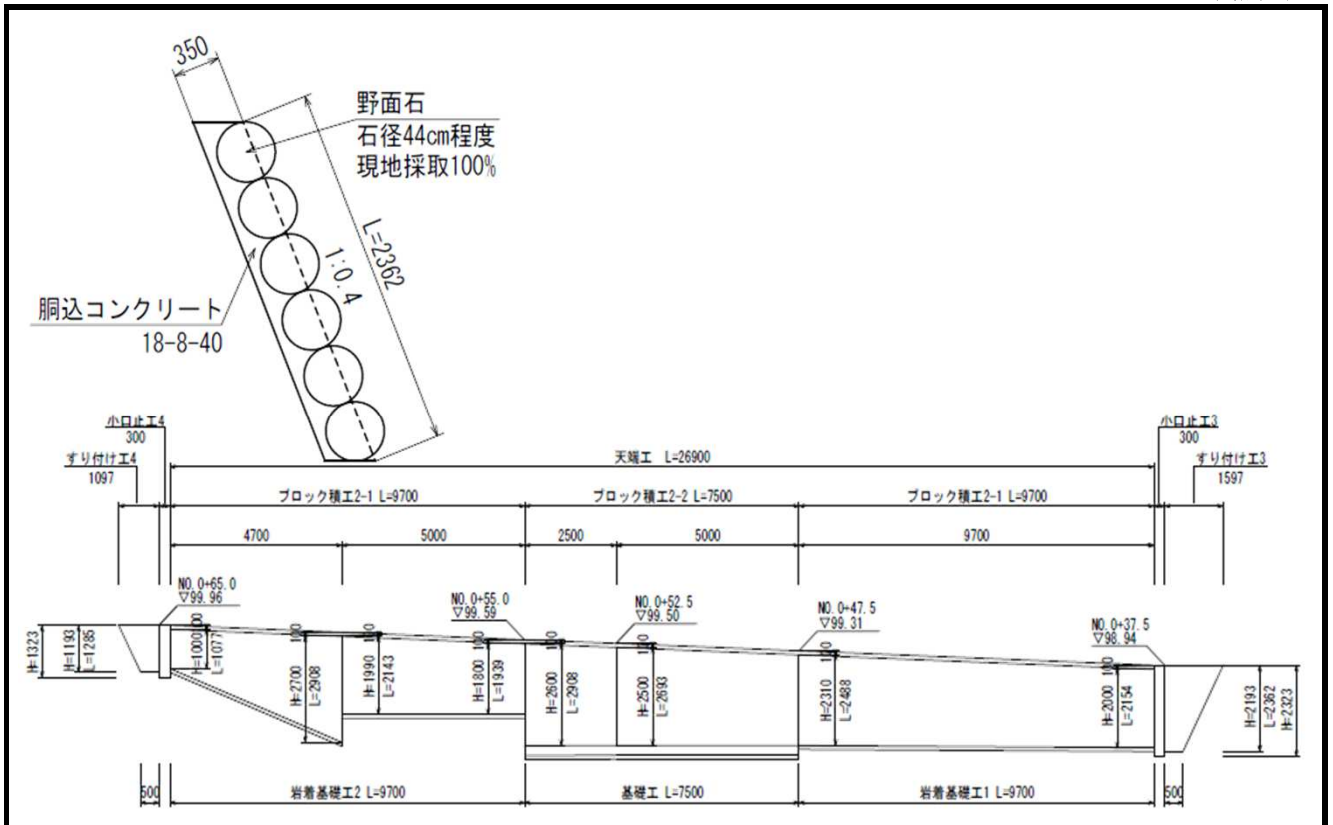 350
野面石
石径44cm程度
現地採取100%
L=2362
1:0.4
胴込コンクリート
18-8-40
小口止工4
300
すり付け工4
1097
天端工 L=26900
小口止工3
300
すり付け工3
1597
ブロック積工2-1 L=9700
ブロック積工2-2 L=7500
ブロック積工2-1 L=9700
4700
5000
2500
5000
9700
NO.0+65.0
▽99.96
NO.0+55.0
▽99.59
NO.0+52.5
▽99.50
NO.0+47.5
▽99.31
NO.0+37.5
▽98.94
H=1323
H=1193
L=1285
H=1000
L=1077
100
H=2700
L=2908
100
H=1990
L=2143
100
H=1800
L=1939
100
H=2600
L=2908
100
H=2500
L=2693
H=2310
L=2488
100
H=2000
L=2154
H=2193
L=2362
H=2323
500
岩着基礎工2 L=9700
基礎工 L=7500
岩着基礎工1 L=9700
500